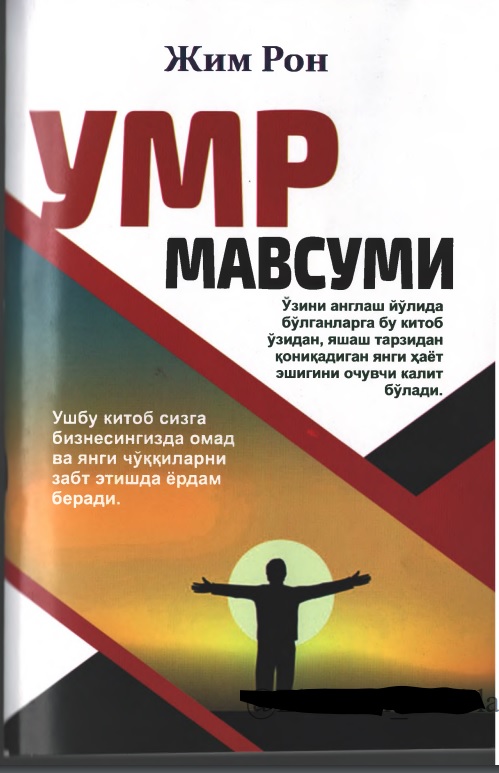 Жим Рон
УМР
МАВСУМИ
Ўзини англаш йўлида
бўлганларга бу китоб
ўзидан, яшаш тарзидан
қониқадиган янги ҳаёт
эшигини очувчи калит
бўлади.
Ушбу китоб сизга
бизнесингизда омад
ва янги чўққиларни
забт этишда ёрдам
беради.